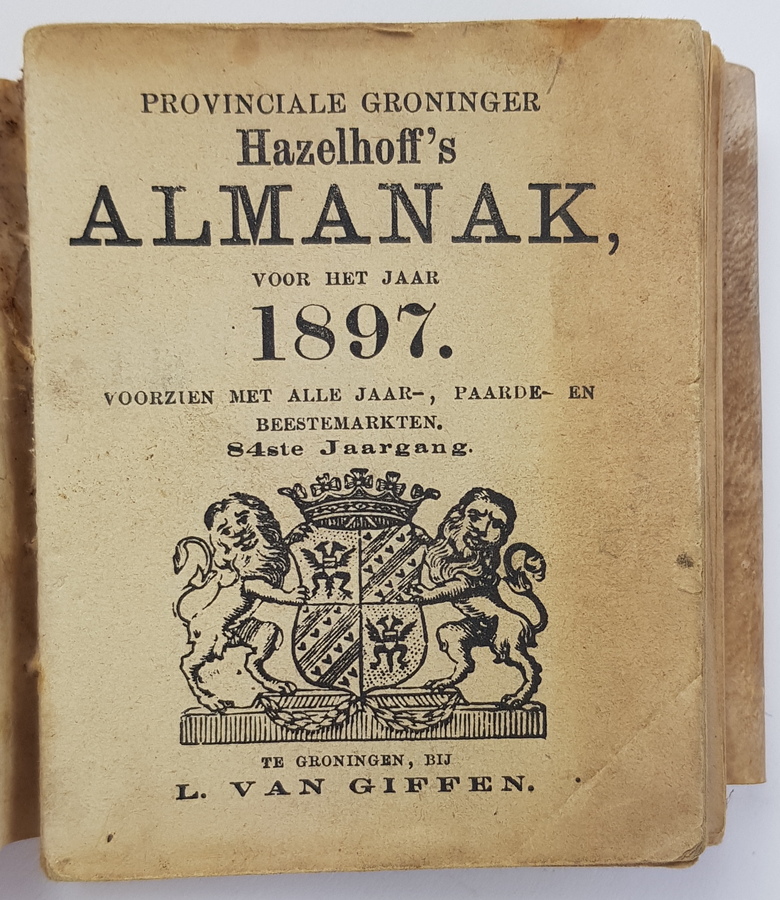 PROVINCIALE GRONINGER
Hazelhoff's
ALMANAK,
VOOR HET JAAR
1897.
VOORZIEN MET ALLE JAAR-, PAARDE- EN
BEESTEMARKTEN.
84ste Jaargang.
TE GRONINGEN, BIJ
L. VAN GIFFEN.